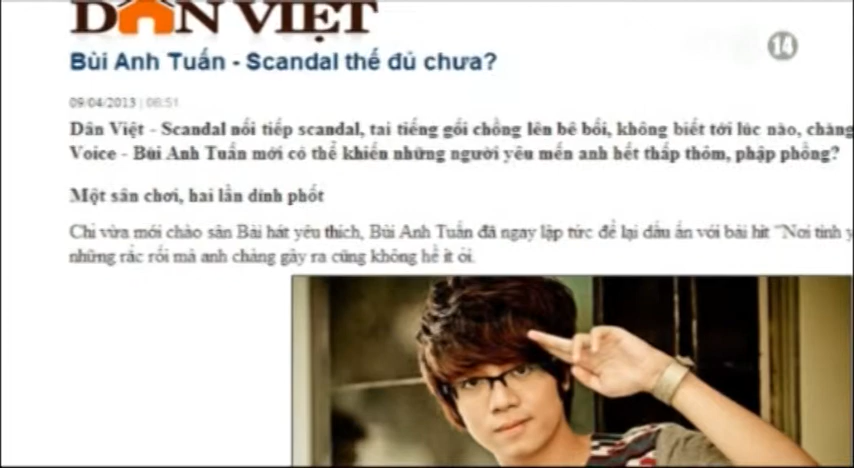 DÂN VIỆT
14
Bùi Anh Tuấn - Scandal thế đủ chưa?
09/04/2013 | 08:51
Dân Việt - Scandal nối tiếp scandal, tai tiếng gối chồng lên bê bối, không biết tới lúc nào, chàng
Voice - Bùi Anh Tuấn mới có thể khiến những người yêu mến anh hết thấp thỏm, phập phồng?
Một sân chơi, hai lần dính phốt
Chỉ vừa mới chào sân Bài hát yêu thích, Bùi Anh Tuấn đã ngay lập tức để lại dấu ấn với bài hit "Nơi tình y
những rắc rối mà anh chàng gây ra cũng không hề ít ỏi.